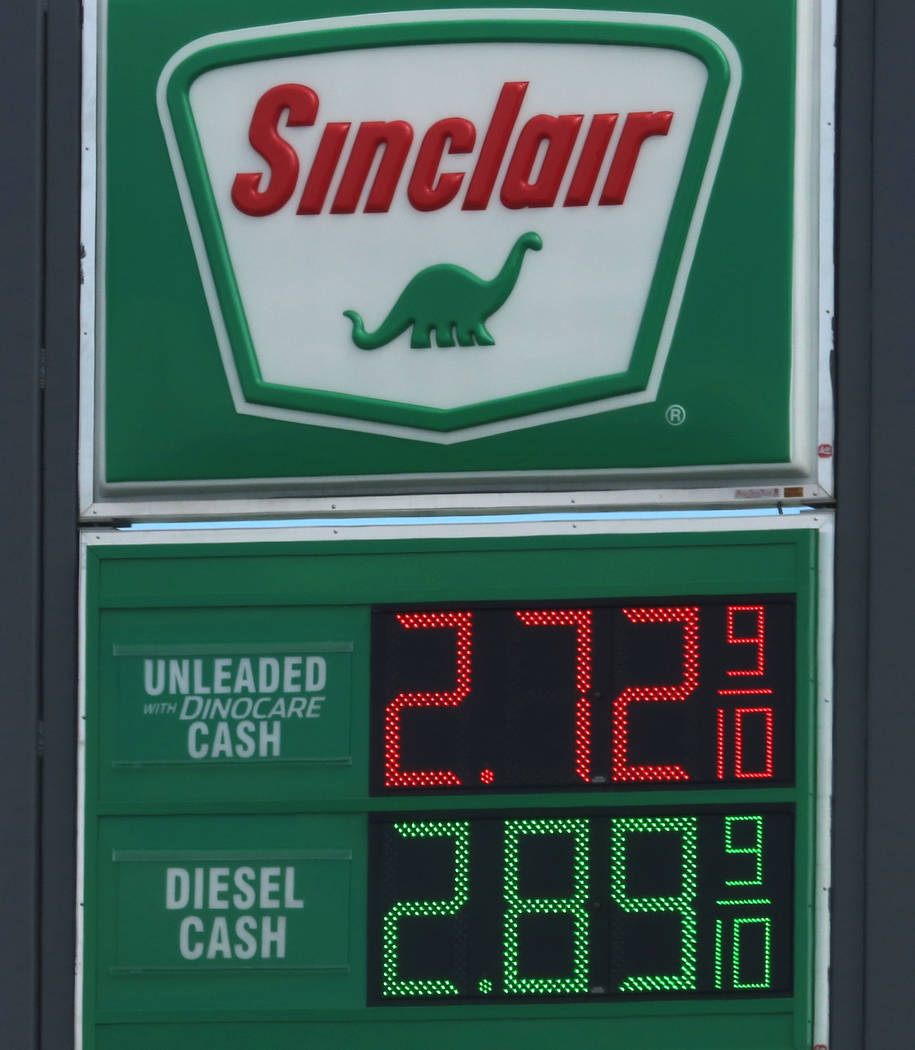 Sinclair
®
UNLEADED
WITH DINOCARE
CASH
2.72 9/10
DIESEL
CASH
2.89 9/10